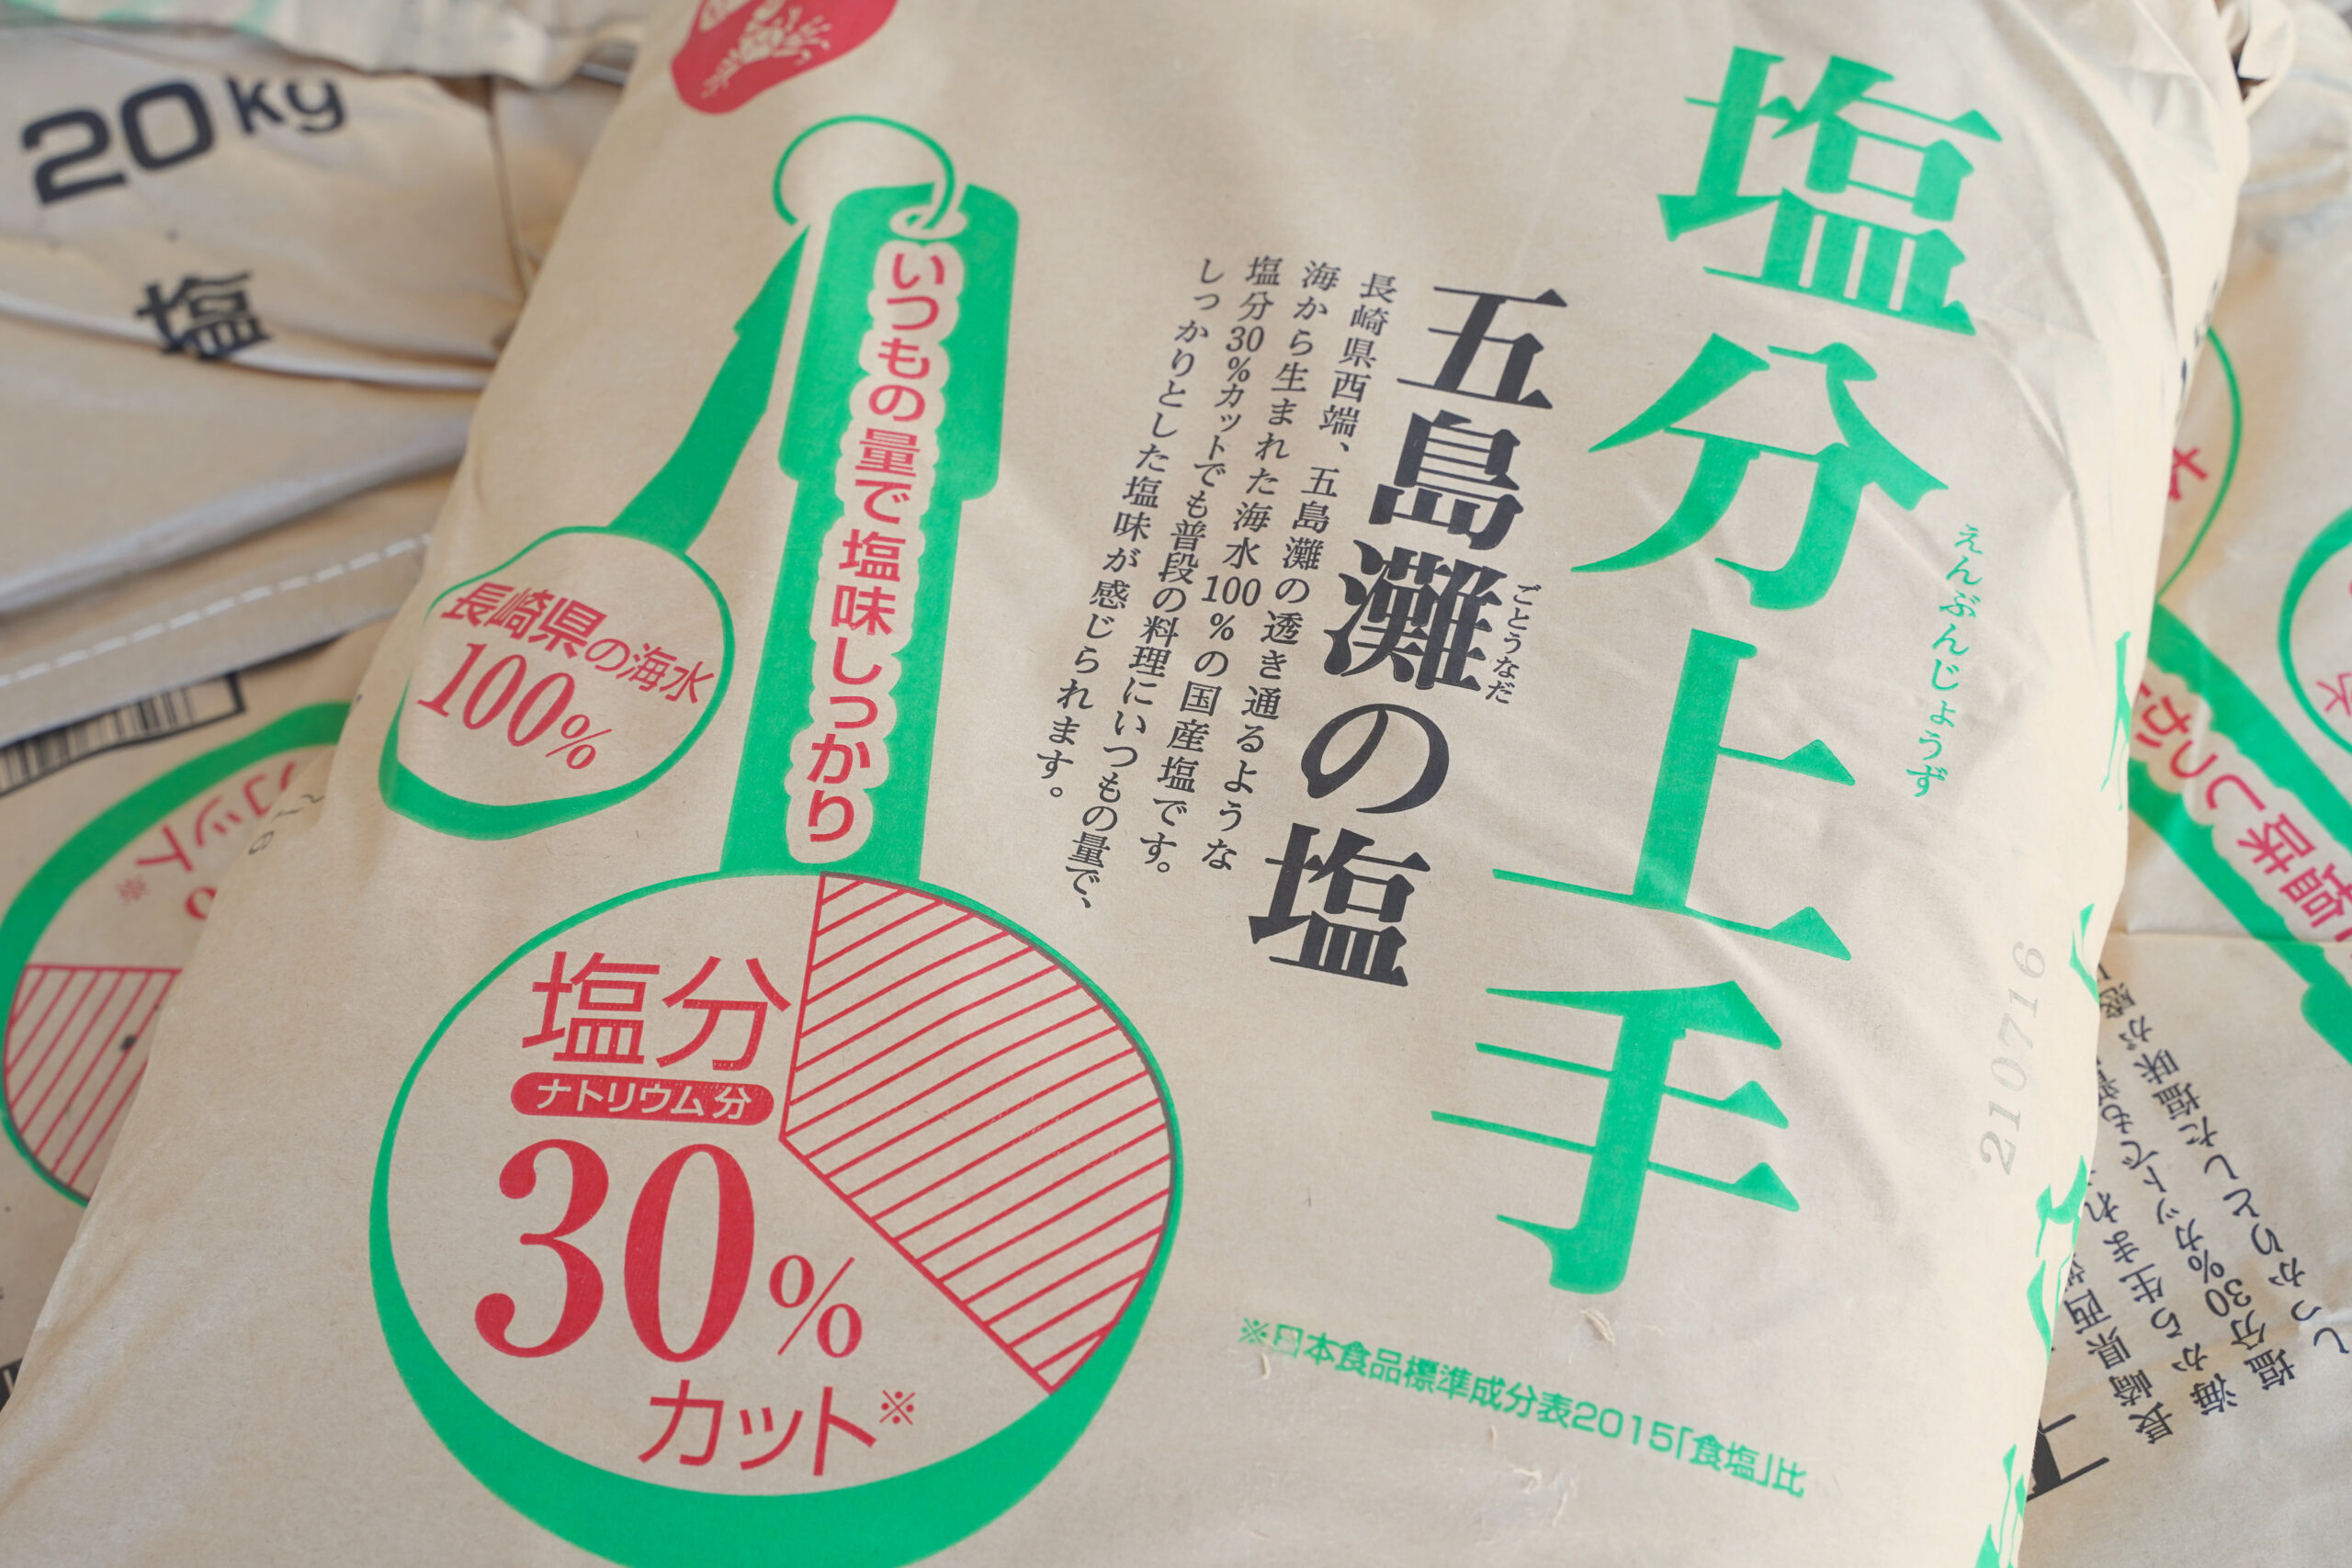 塩分上手
えんぶんじょうず
五島灘の塩
ごとうなだ
長崎県西端、五島灘の透き通るような
海から生まれた海水100%の国産塩です。
塩分30%カットでも普段の料理にいつもの量で、
しっかりとした塩味が感じられます。
いつもの量で塩味しっかり
長崎県の海水
100%
塩分
ナトリウム分
30%
カット※
※日本食品標準成分表2015「食塩」比
210716
20kg
塩